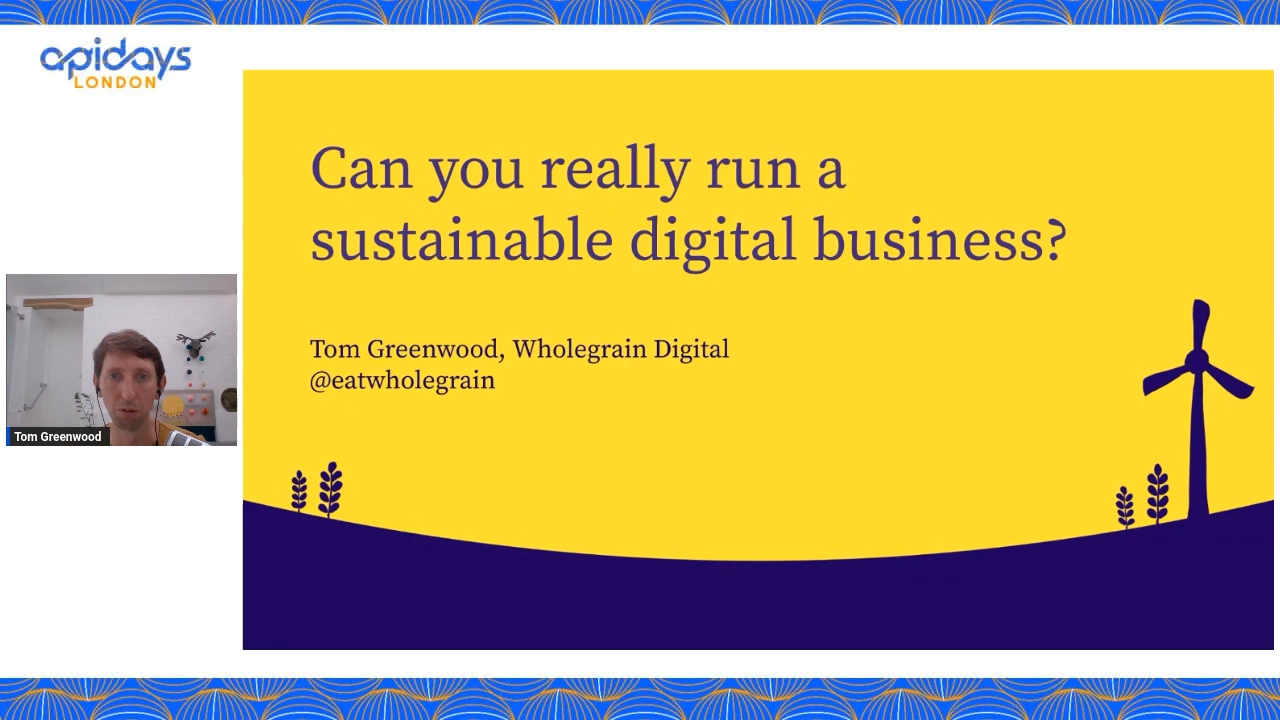 apidays
LONDON
Can you really run a
sustainable digital business?
Tom Greenwood, Wholegrain Digital
@eatwholegrain
Tom Greenwood